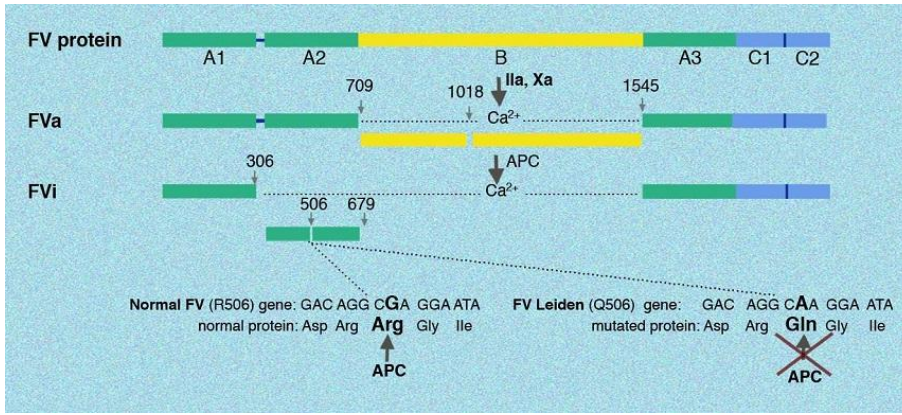 FV protein
A1 A2 B A3 C1 C2
IIa, Xa
709 1018 1545
FVa Ca²⁺
APC
306
FVi Ca²⁺
506 679
Normal FV (R506) gene: GAC AGG CGA GGA ATA
normal protein: Asp Arg Arg Gly Ile
APC
FV Leiden (Q506) gene: GAC AGG CAA GGA ATA
mutated protein: Asp Arg Gln Gly Ile
APC